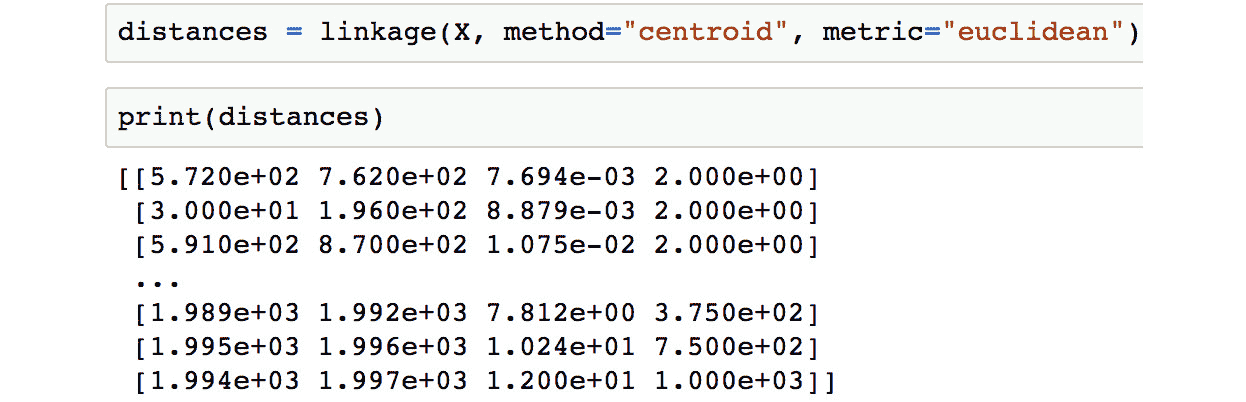 distances = linkage(X, method="centroid", metric="euclidean")
print(distances)
[[5.720e+02 7.620e+02 7.694e-03 2.000e+00]
[3.000e+01 1.960e+02 8.879e-03 2.000e+00]
[5.910e+02 8.700e+02 1.075e-02 2.000e+00]
...
[1.989e+03 1.992e+03 7.812e+00 3.750e+02]
[1.995e+03 1.996e+03 1.024e+01 7.500e+02]
[1.994e+03 1.997e+03 1.200e+01 1.000e+03]]